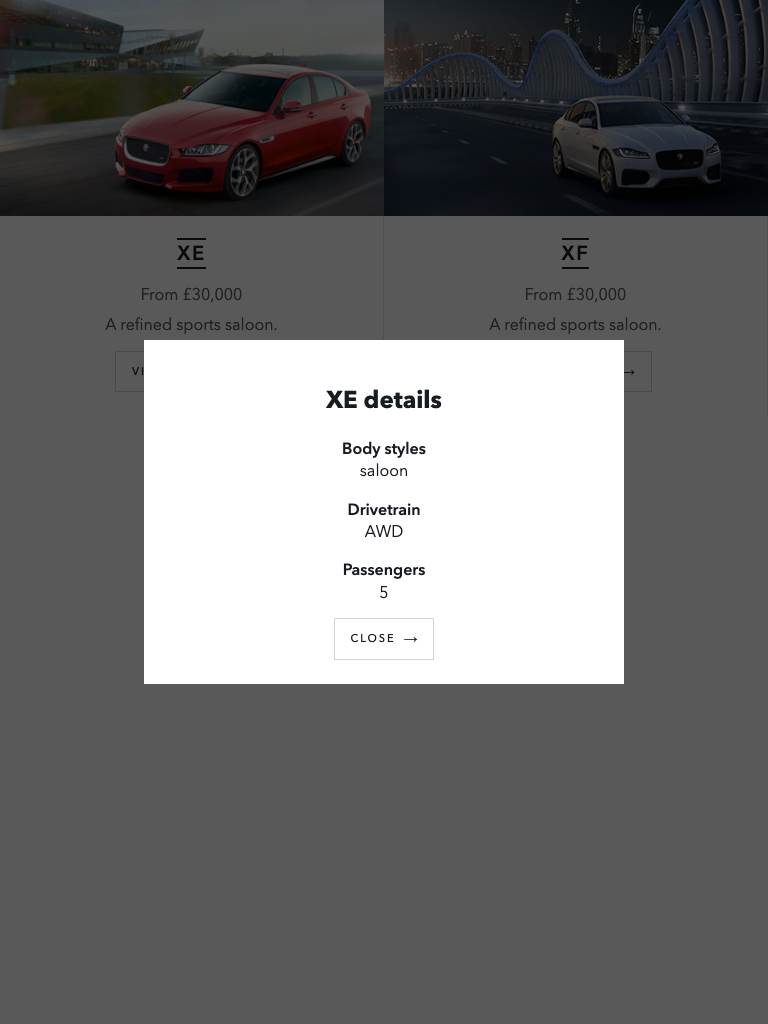 XE
From £30,000
A refined sports saloon.
XF
From £30,000
A refined sports saloon.
→
XE details
Body styles
saloon
Drivetrain
AWD
Passengers
5
CLOSE →